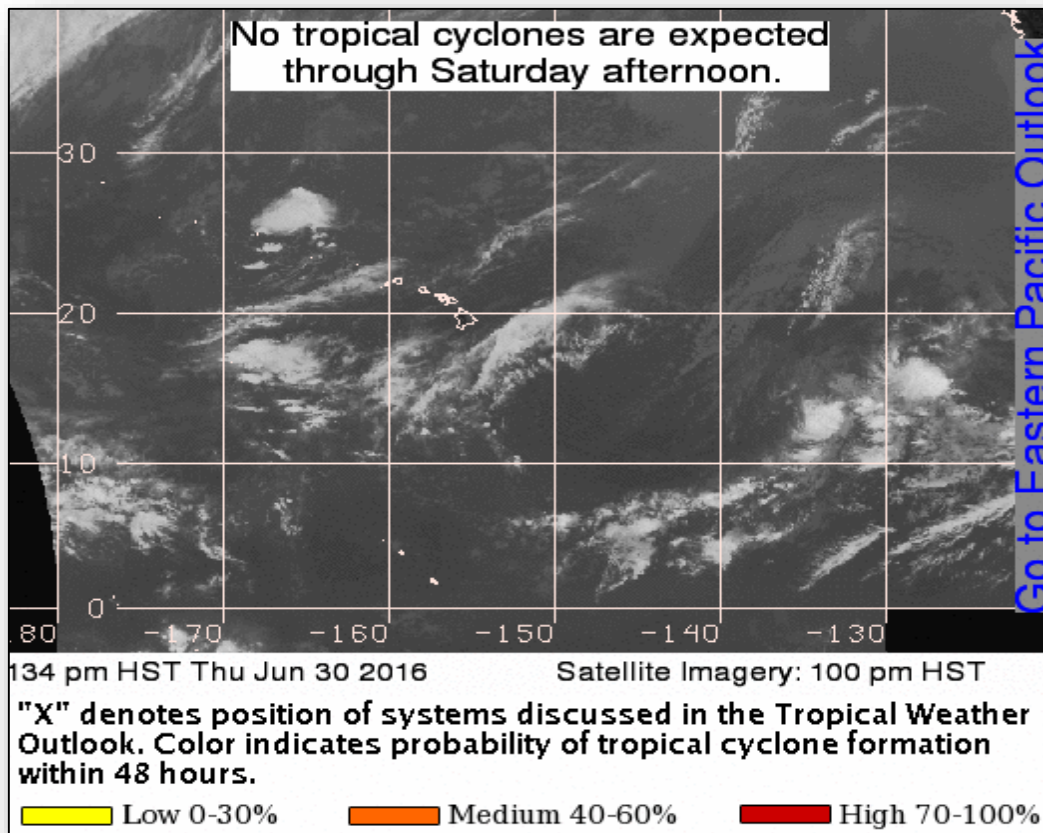 No tropical cyclones are expected
through Saturday afternoon.
Go to Eastern Pacific Outlook
30
20
10
0
180 -170 -160 -150 -140 -130
134 pm HST Thu Jun 30 2016 Satellite Imagery: 100 pm HST
"X" denotes position of systems discussed in the Tropical Weather
Outlook. Color indicates probability of tropical cyclone formation
within 48 hours.
Low 0-30% Medium 40-60% High 70-100%